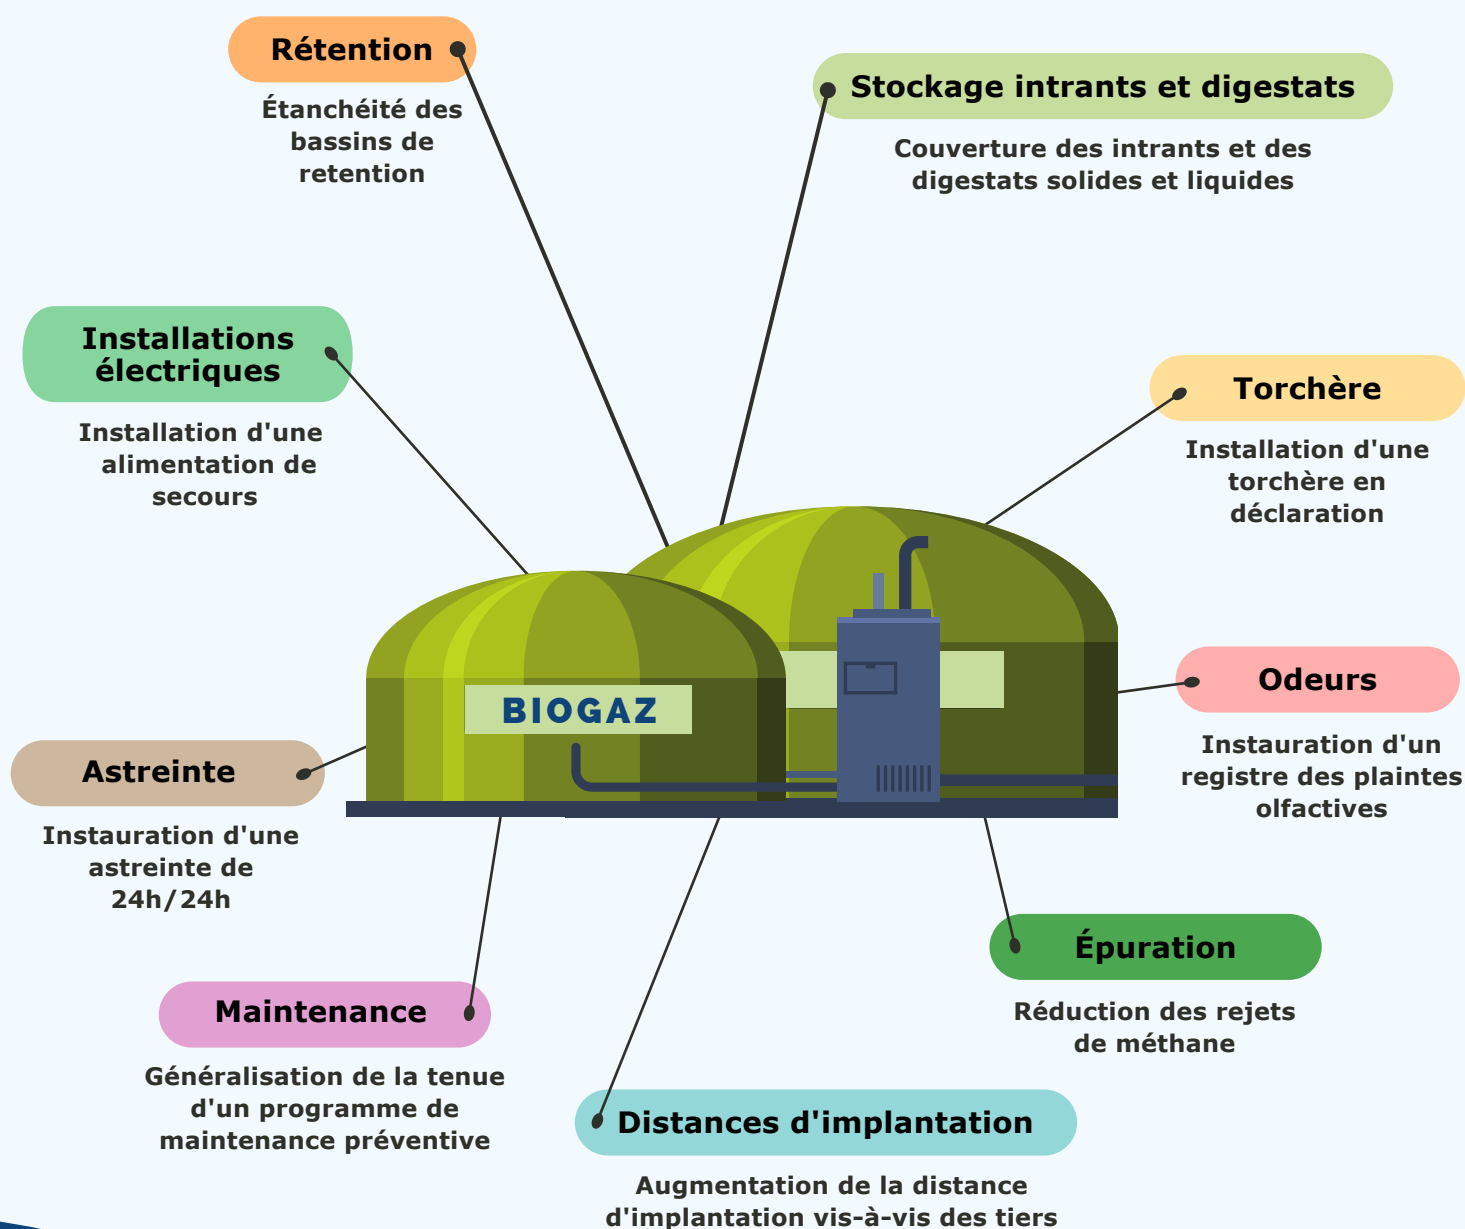 Rétention
Étanchéité des
bassins de
retention
Stockage intrants et digestats
Couverture des intrants et des
digestats solides et liquides
Installations
électriques
Installation d'une
alimentation de
secours
Torchère
Installation d'une
torchère en
déclaration
BIOGAZ
Odeurs
Instauration d'un
registre des plaintes
olfactives
Astreinte
Instauration d'une
astreinte de
24h/24h
Épuration
Réduction des rejets
de méthane
Maintenance
Généralisation de la tenue
d'un programme de
maintenance préventive
Distances d'implantation
Augmentation de la distance
d'implantation vis-à-vis des tiers